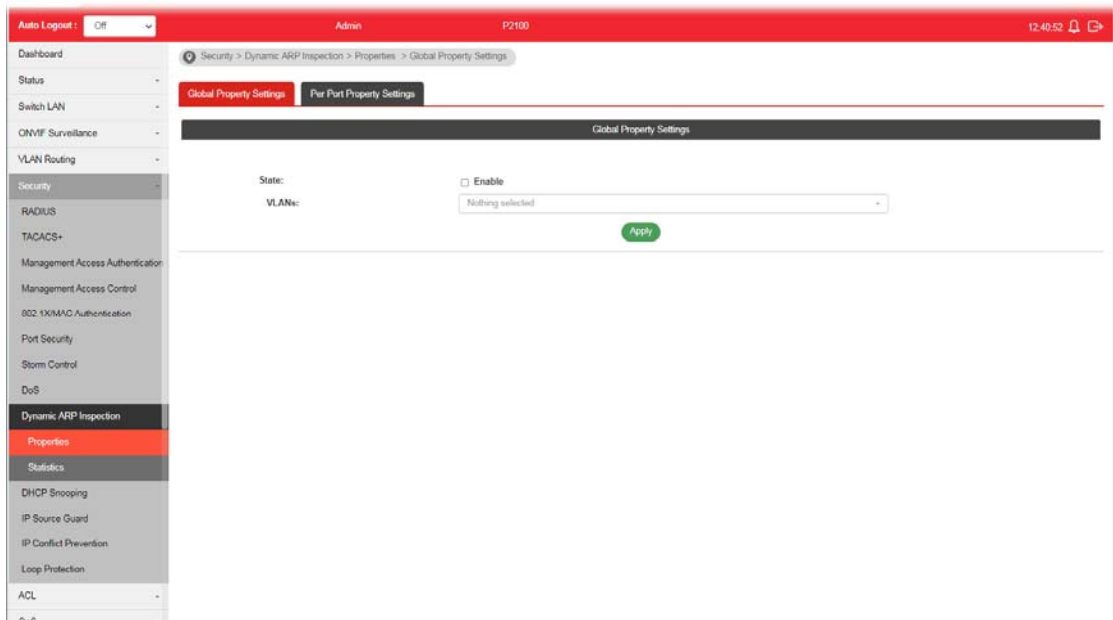 Auto Logout : Off Admin P2100 12:40:52
Dashboard
Security > Dynamic ARP Inspection > Properties > Global Property Settings
Status
Global Property Settings Per Port Property Settings
Switch LAN
ONVIF Surveillance
Global Property Settings
VLAN Routing
Security
State: Enable
RADIUS
VLANs: Nothing selected
TACACS+
Apply
Management Access Authentication
Management Access Control
802.1X/MAC Authentication
Port Security
Storm Control
DoS
Dynamic ARP Inspection
Properties
Statistics
DHCP Snooping
IP Source Guard
IP Conflict Prevention
Loop Protection
ACL